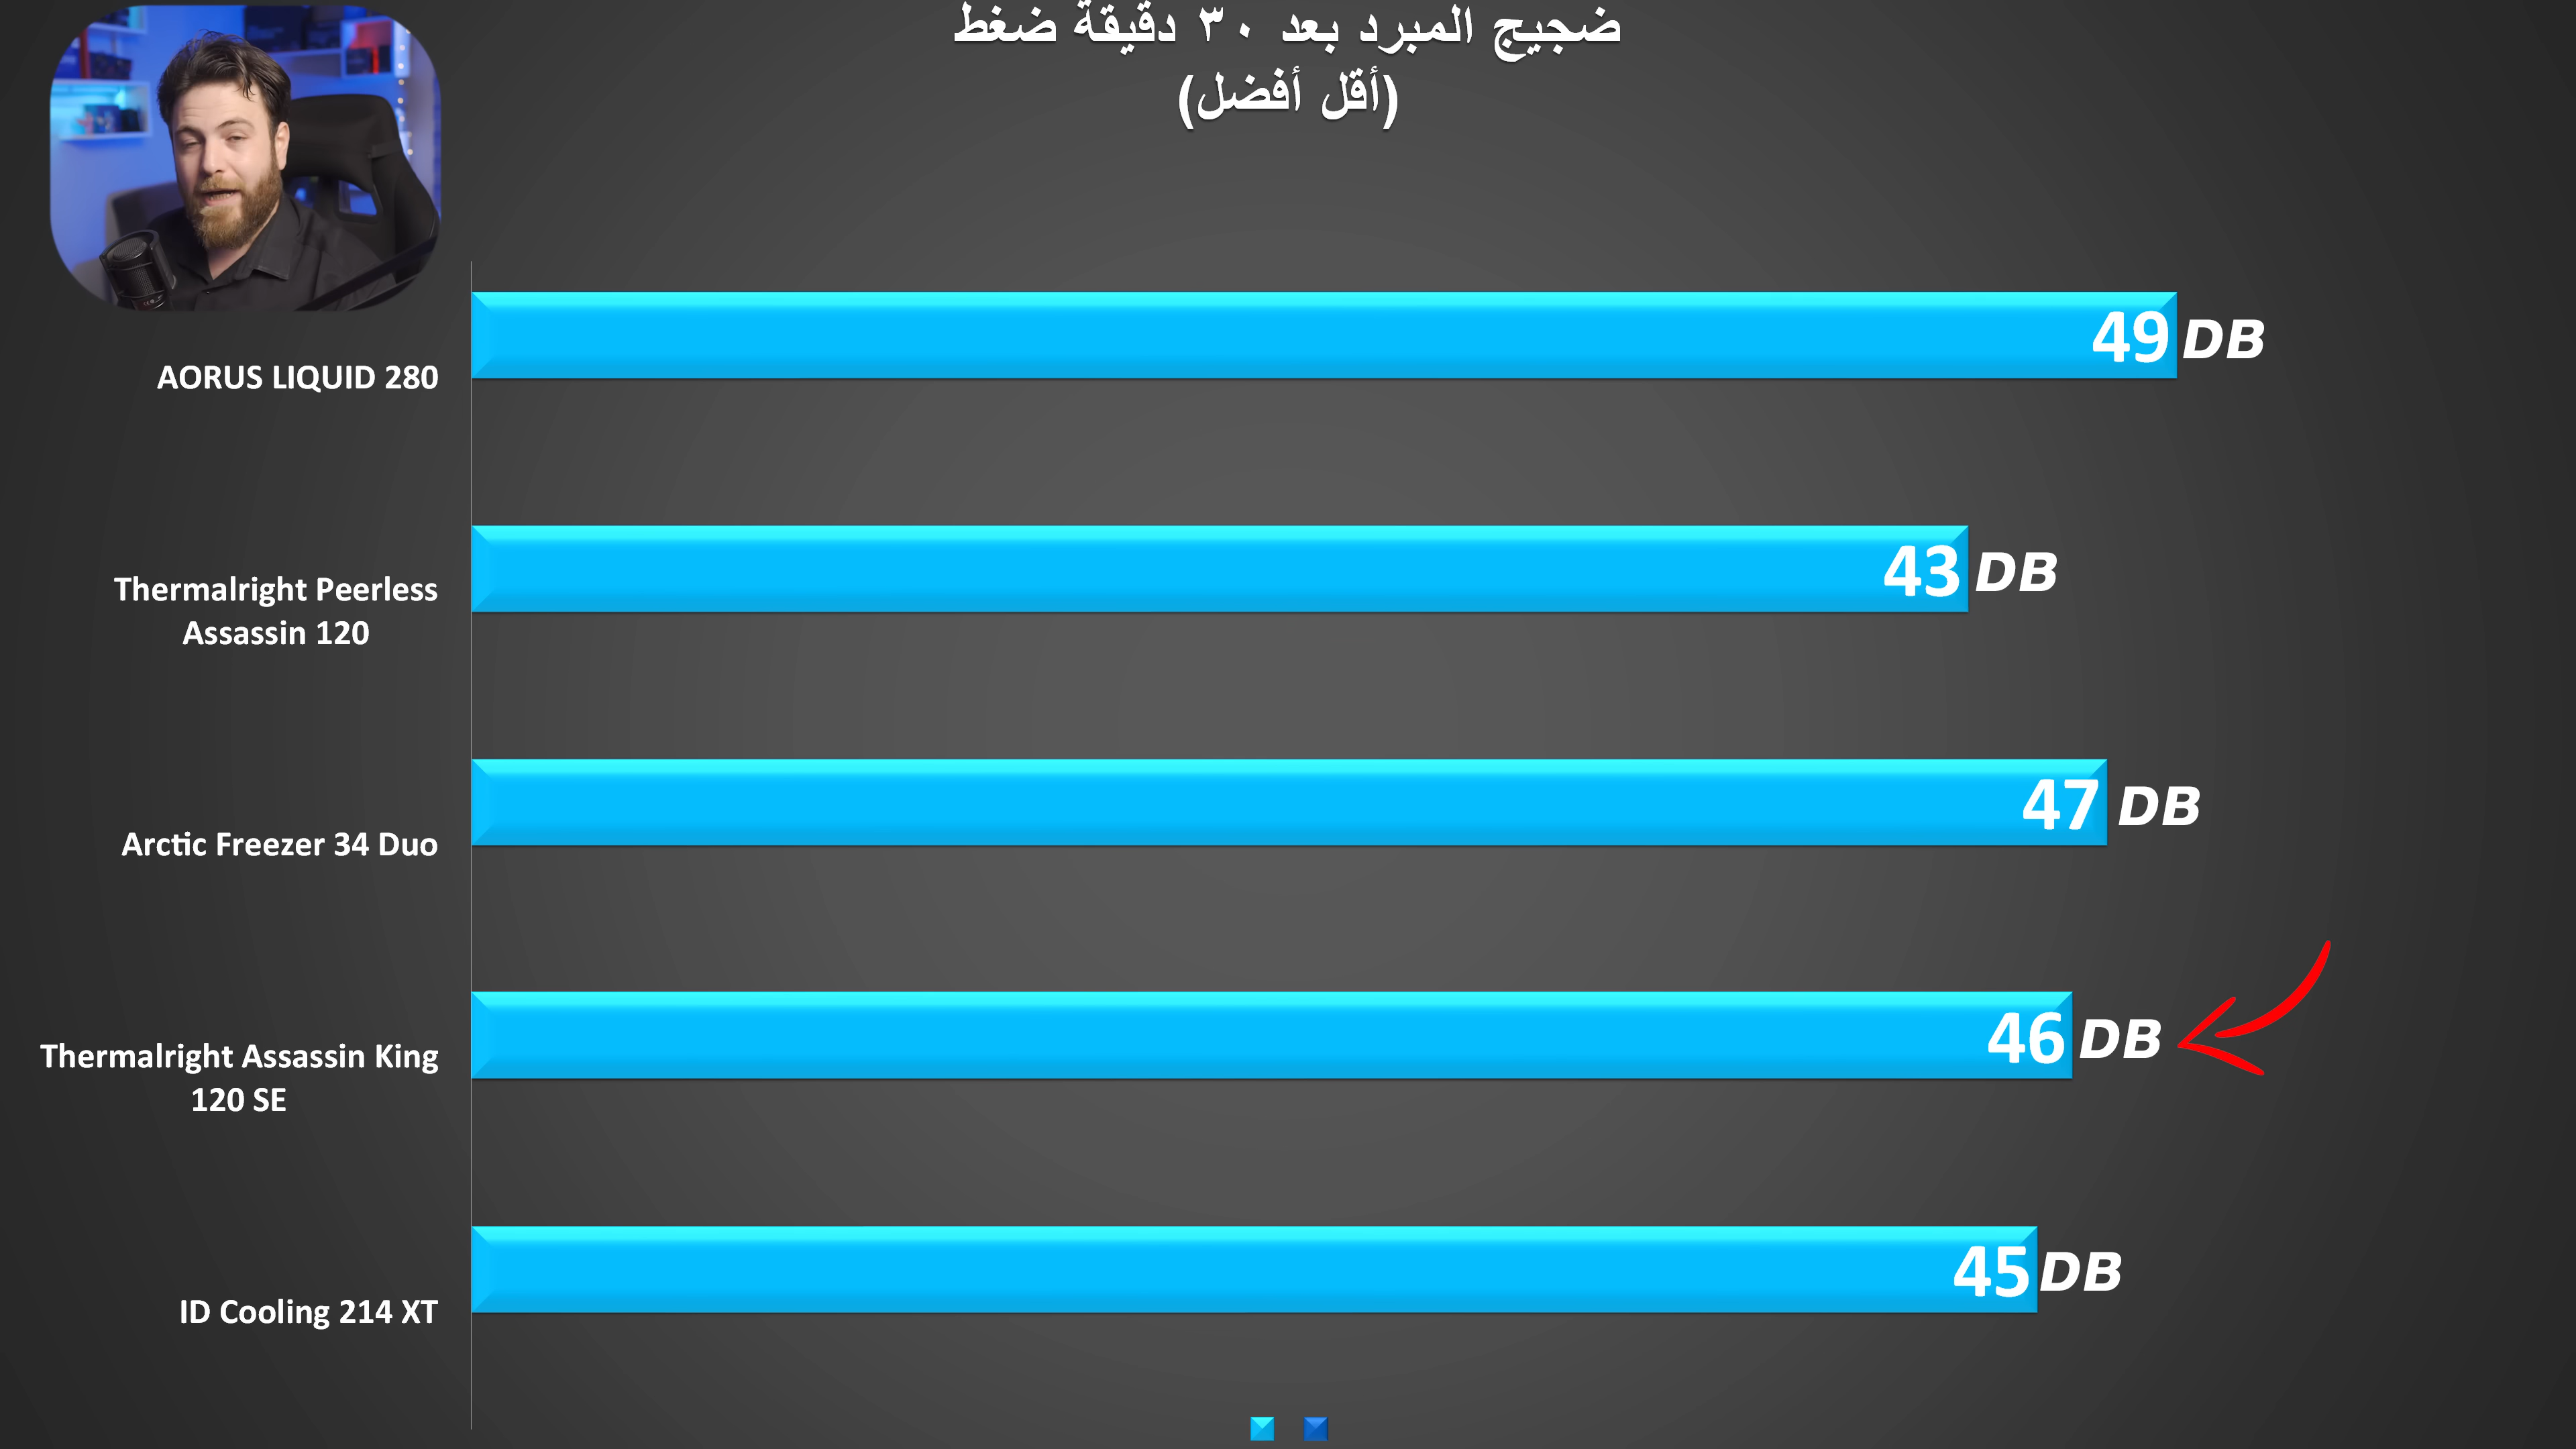 ضجيج المبرد بعد ٣٠ دقيقة ضغط
(أقل أفضل)
AORUS LIQUID 280
49 DB
Thermalright Peerless
Assassin 120
43 DB
Arctic Freezer 34 Duo
47 DB
Thermalright Assassin King
120 SE
46 DB
ID Cooling 214 XT
45 DB